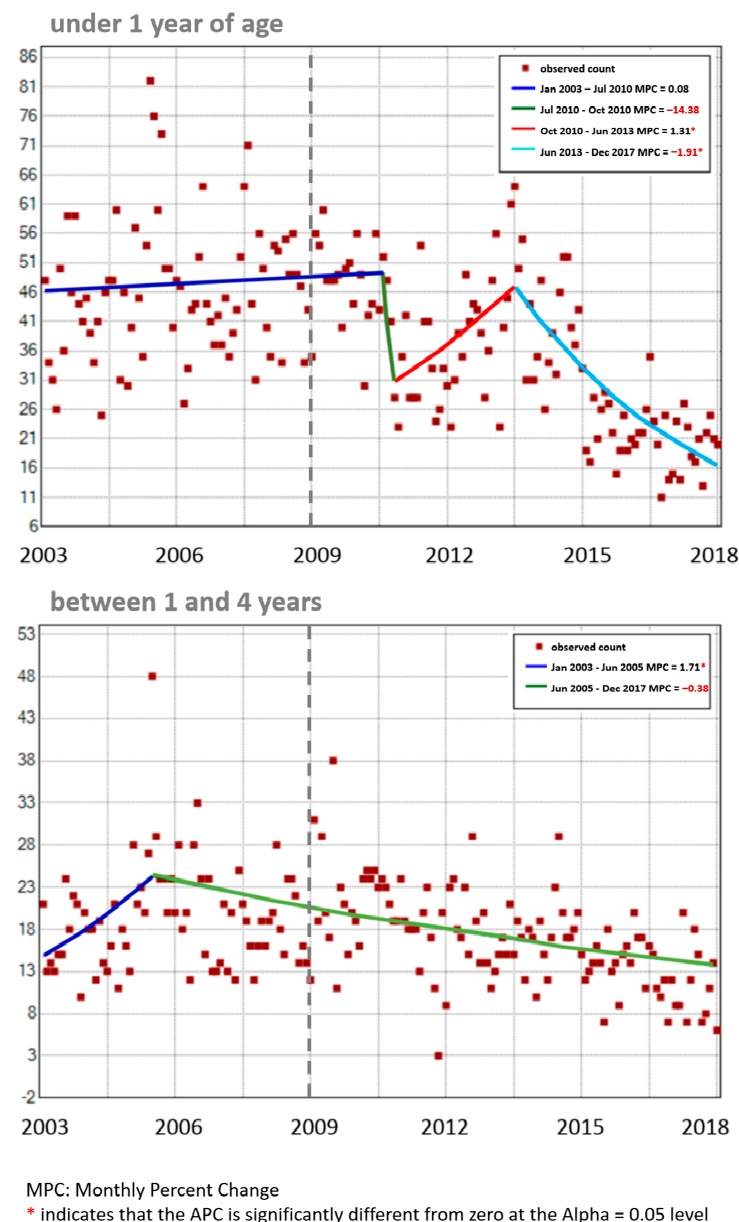 under 1 year of age
86
81
76
71
66
61
56
51
46
41
36
31
26
21
16
11
6
observed count
Jan 2003 – Jul 2010 MPC = 0.08
Jul 2010 - Oct 2010 MPC = −14.38
Oct 2010 - Jun 2013 MPC = 1.31*
Jun 2013 - Dec 2017 MPC = −1.91*
2003 2006 2009 2012 2015 2018
between 1 and 4 years
53
48
43
38
33
28
23
18
13
8
3
-2
observed count
Jan 2003 - Jun 2005 MPC = 1.71*
Jun 2005 - Dec 2017 MPC = −0.38
2003 2006 2009 2012 2015 2018
MPC: Monthly Percent Change
* indicates that the APC is significantly different from zero at the Alpha = 0.05 level